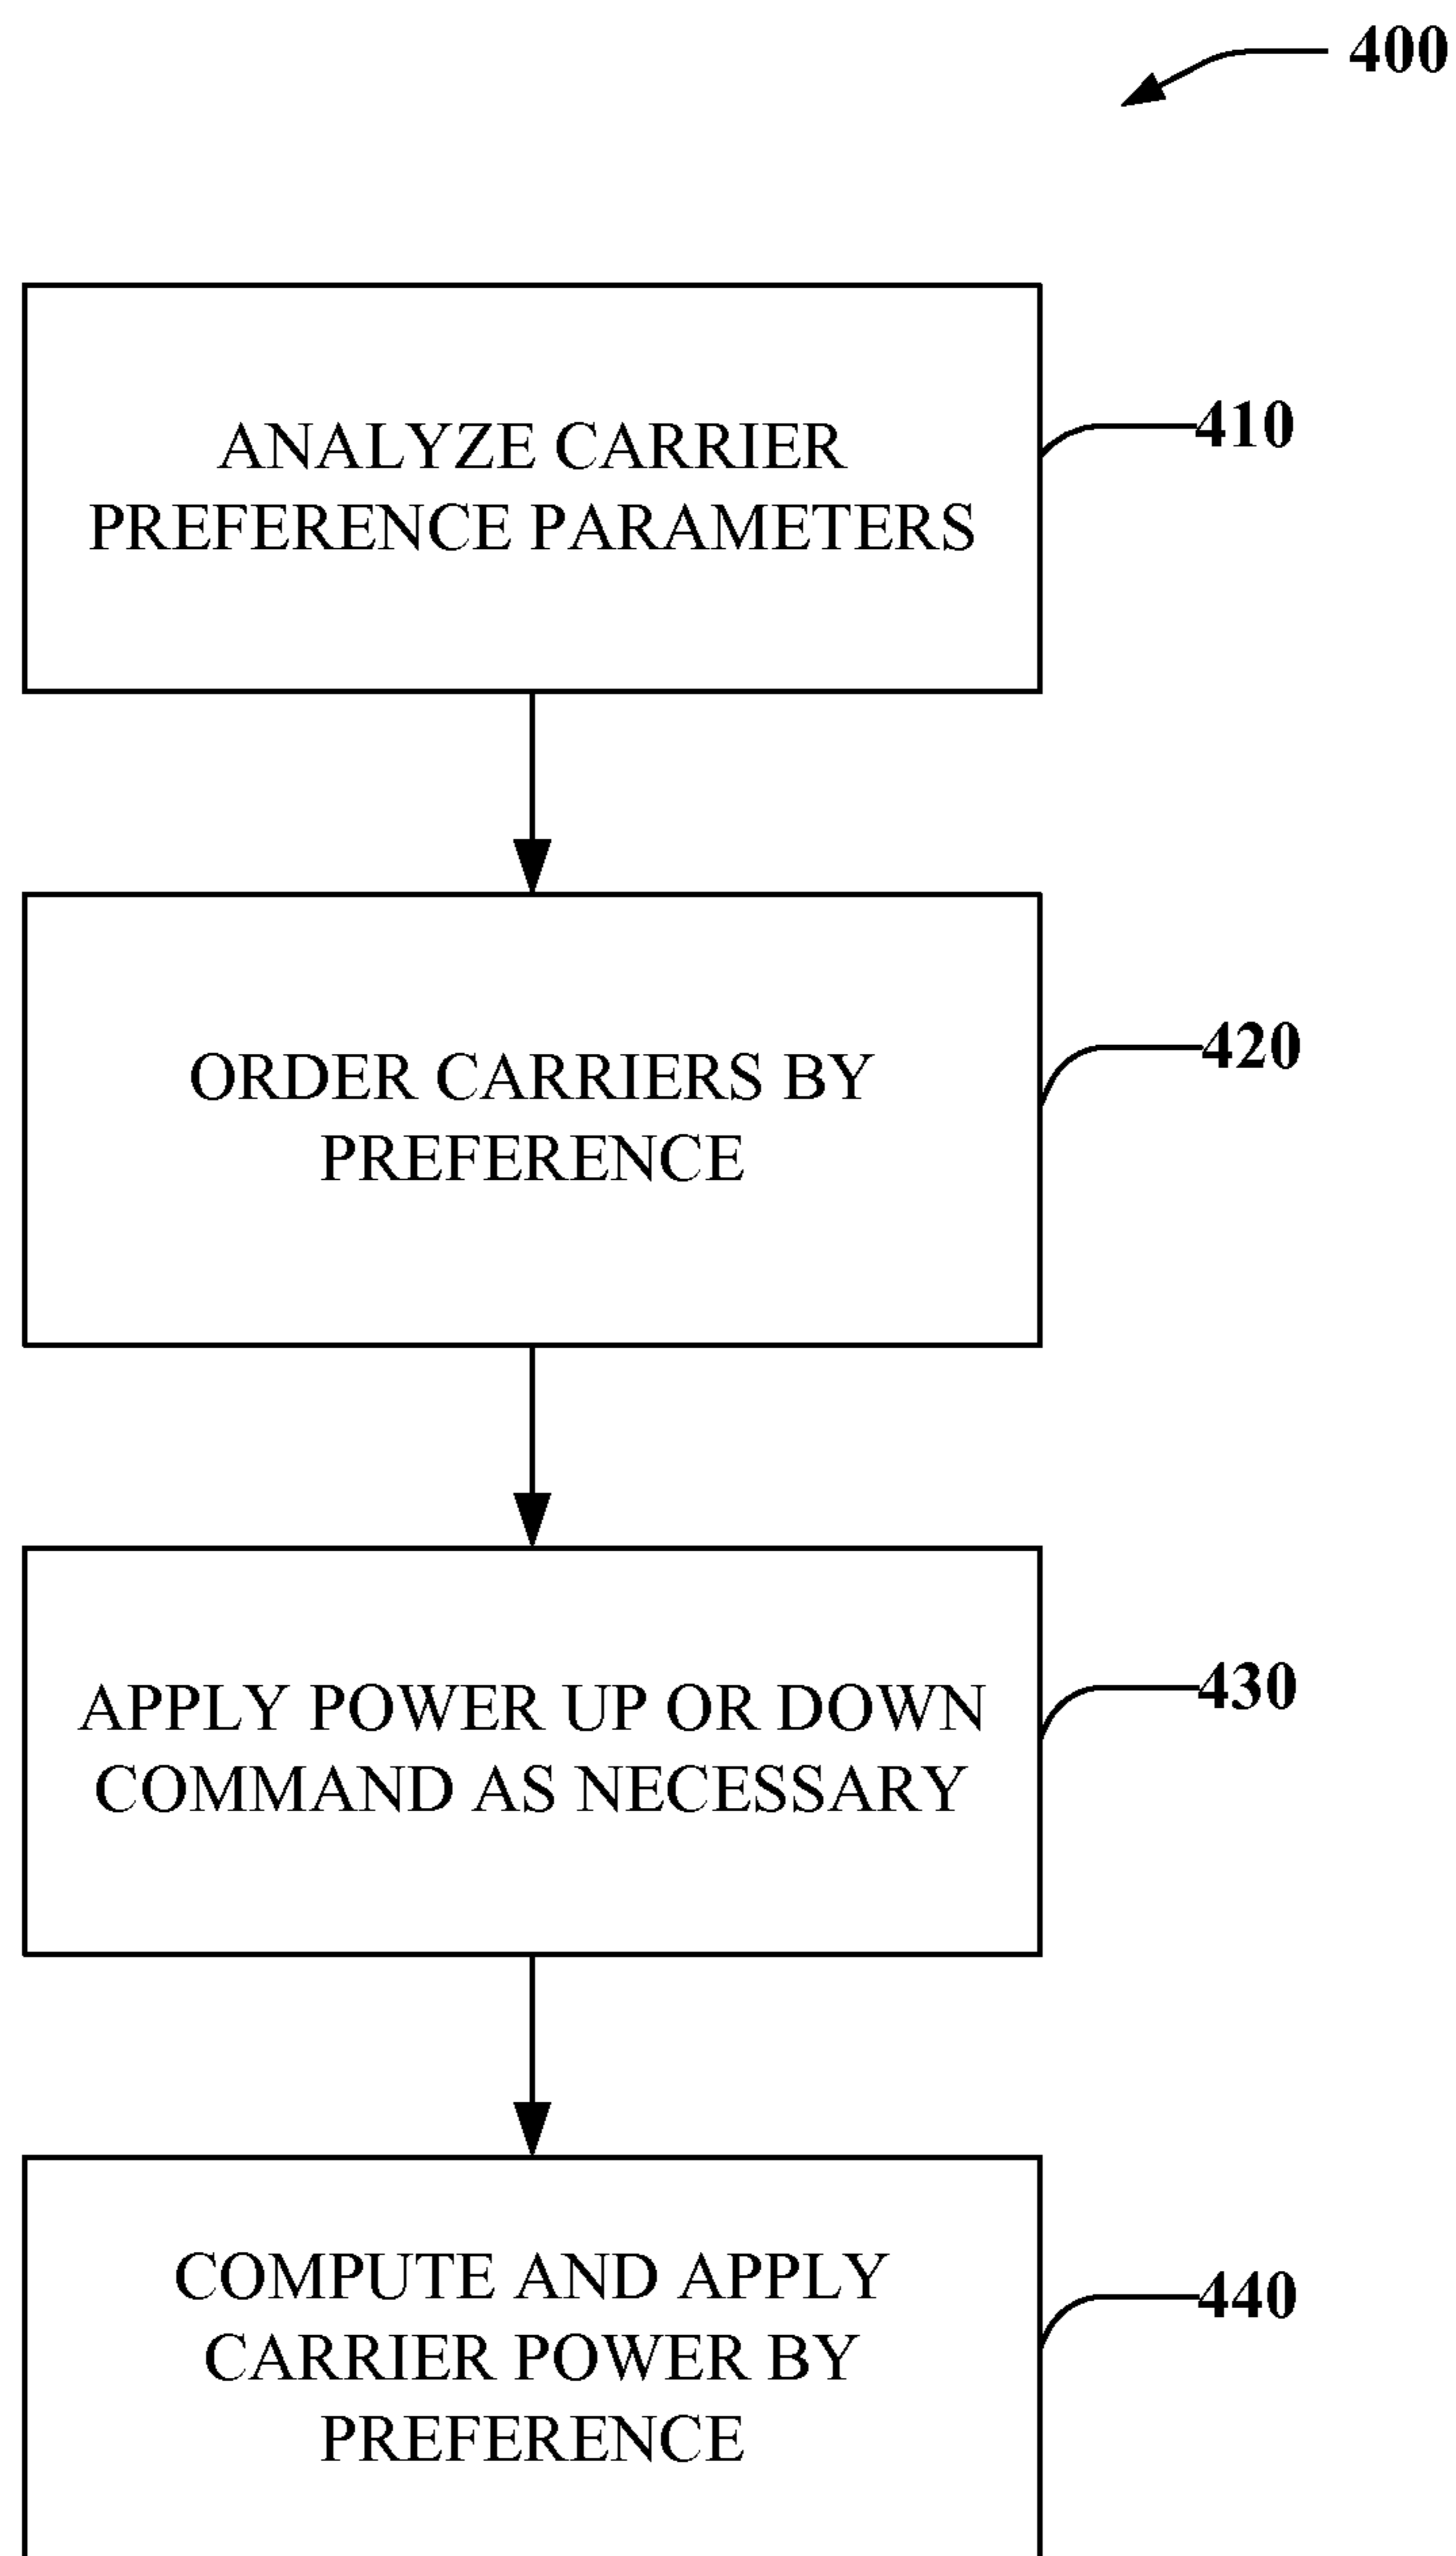 400
ANALYZE CARRIER
PREFERENCE PARAMETERS
410
ORDER CARRIERS BY
PREFERENCE
420
APPLY POWER UP OR DOWN
COMMAND AS NECESSARY
430
COMPUTE AND APPLY
CARRIER POWER BY
PREFERENCE
440